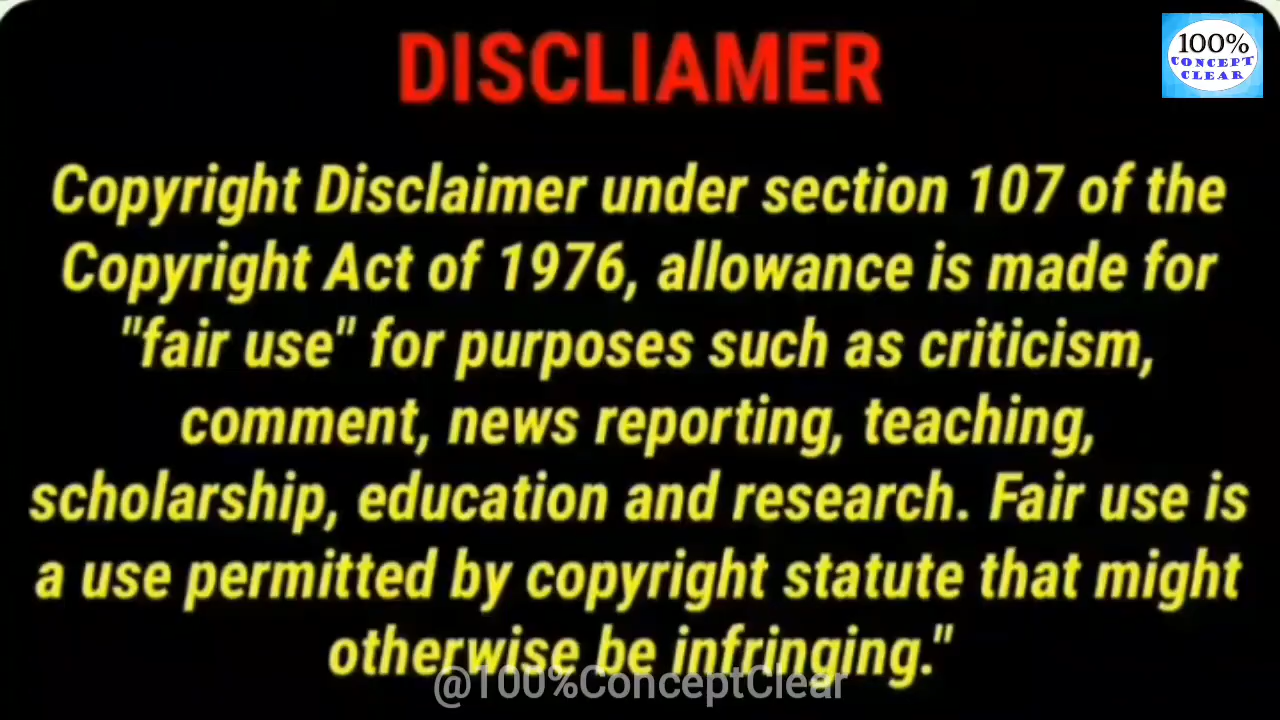 DISCLIAMER
100%
CONCEPT
CLEAR
Copyright Disclaimer under section 107 of the
Copyright Act of 1976, allowance is made for
"fair use" for purposes such as criticism,
comment, news reporting, teaching,
scholarship, education and research. Fair use is
a use permitted by copyright statute that might
otherwise be infringing."
@100%ConceptClear